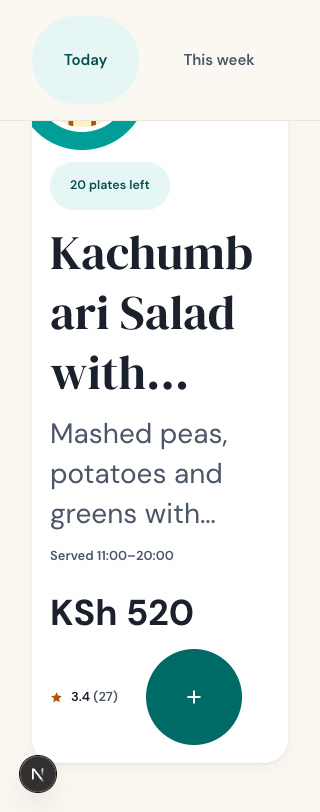 Today
This week
20 plates left
Kachumb
ari Salad
with...
Mashed peas,
potatoes and
greens with...
Served 11:00–20:00
KSh 520
★ 3.4 (27)
+
N